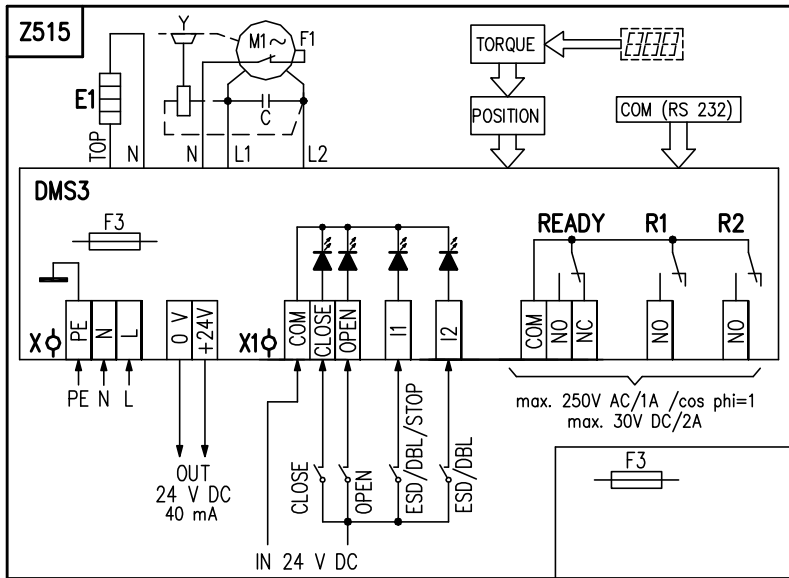 Z515
Y
M1 ~
F1
E1
C
TOP
N
N
L1
L2
TORQUE
POSITION
COM (RS 232)
DMS3
F3
READY
R1
R2
X
PE
N
L
0 V
+24V
X1
COM
CLOSE
OPEN
I1
I2
COM
NO
NC
NO
NO
PE N L
max. 250V AC/1A /cos phi=1
max. 30V DC/2A
OUT
24 V DC
40 mA
CLOSE
OPEN
ESD/DBL/STOP
ESD/DBL
IN 24 V DC
F3